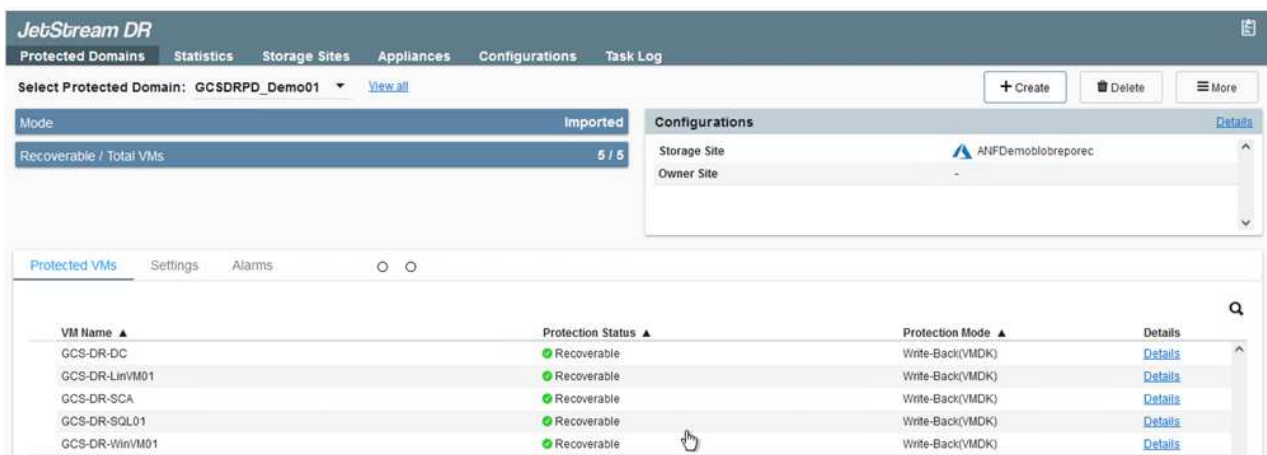 JetStream DR
Protected Domains Statistics Storage Sites Appliances Configurations Task Log
Select Protected Domain: GCSDRPD_Demo01 View all + Create Delete More
Mode Imported
Recoverable / Total VMs 5 / 5
Configurations Details
Storage Site ANFDemoblobreporec
Owner Site -
Protected VMs Settings Alarms
VM Name ▲ Protection Status ▲ Protection Mode ▲ Details
GCS-DR-DC Recoverable Write-Back(VMDK) Details
GCS-DR-LinVM01 Recoverable Write-Back(VMDK) Details
GCS-DR-SCA Recoverable Write-Back(VMDK) Details
GCS-DR-SQL01 Recoverable Write-Back(VMDK) Details
GCS-DR-WinVM01 Recoverable Write-Back(VMDK) Details